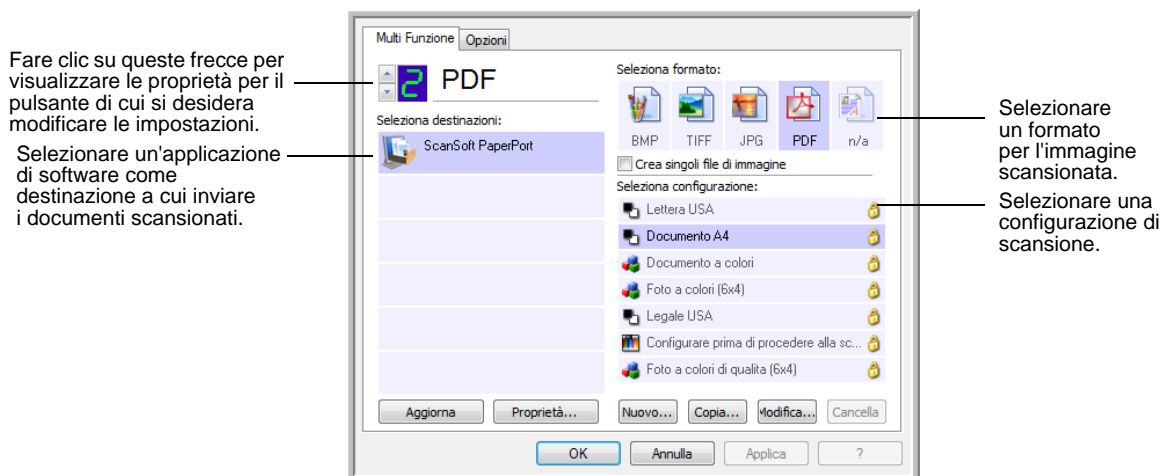 Fare clic su queste frecce per
visualizzare le proprietà per il
pulsante di cui si desidera
modificare le impostazioni.
Selezionare un'applicazione
di software come
destinazione a cui inviare
i documenti scansionati.
Multi Funzione
Opzioni
2
PDF
Seleziona destinazioni:
ScanSoft PaperPort
Aggiorna
Proprietà...
Seleziona formato:
BMP
TIFF
JPG
PDF
n/a
Crea singoli file di immagine
Seleziona configurazione:
Lettera USA
Documento A4
Documento a colori
Foto a colori (6x4)
Legale USA
Configurare prima di procedere alla sc...
Foto a colori di qualita (6x4)
Nuovo...
Copia...
Modifica...
Cancella
OK
Annulla
Applica
?
Selezionare
un formato
per l'immagine
scansionata.
Selezionare una
configurazione di
scansione.